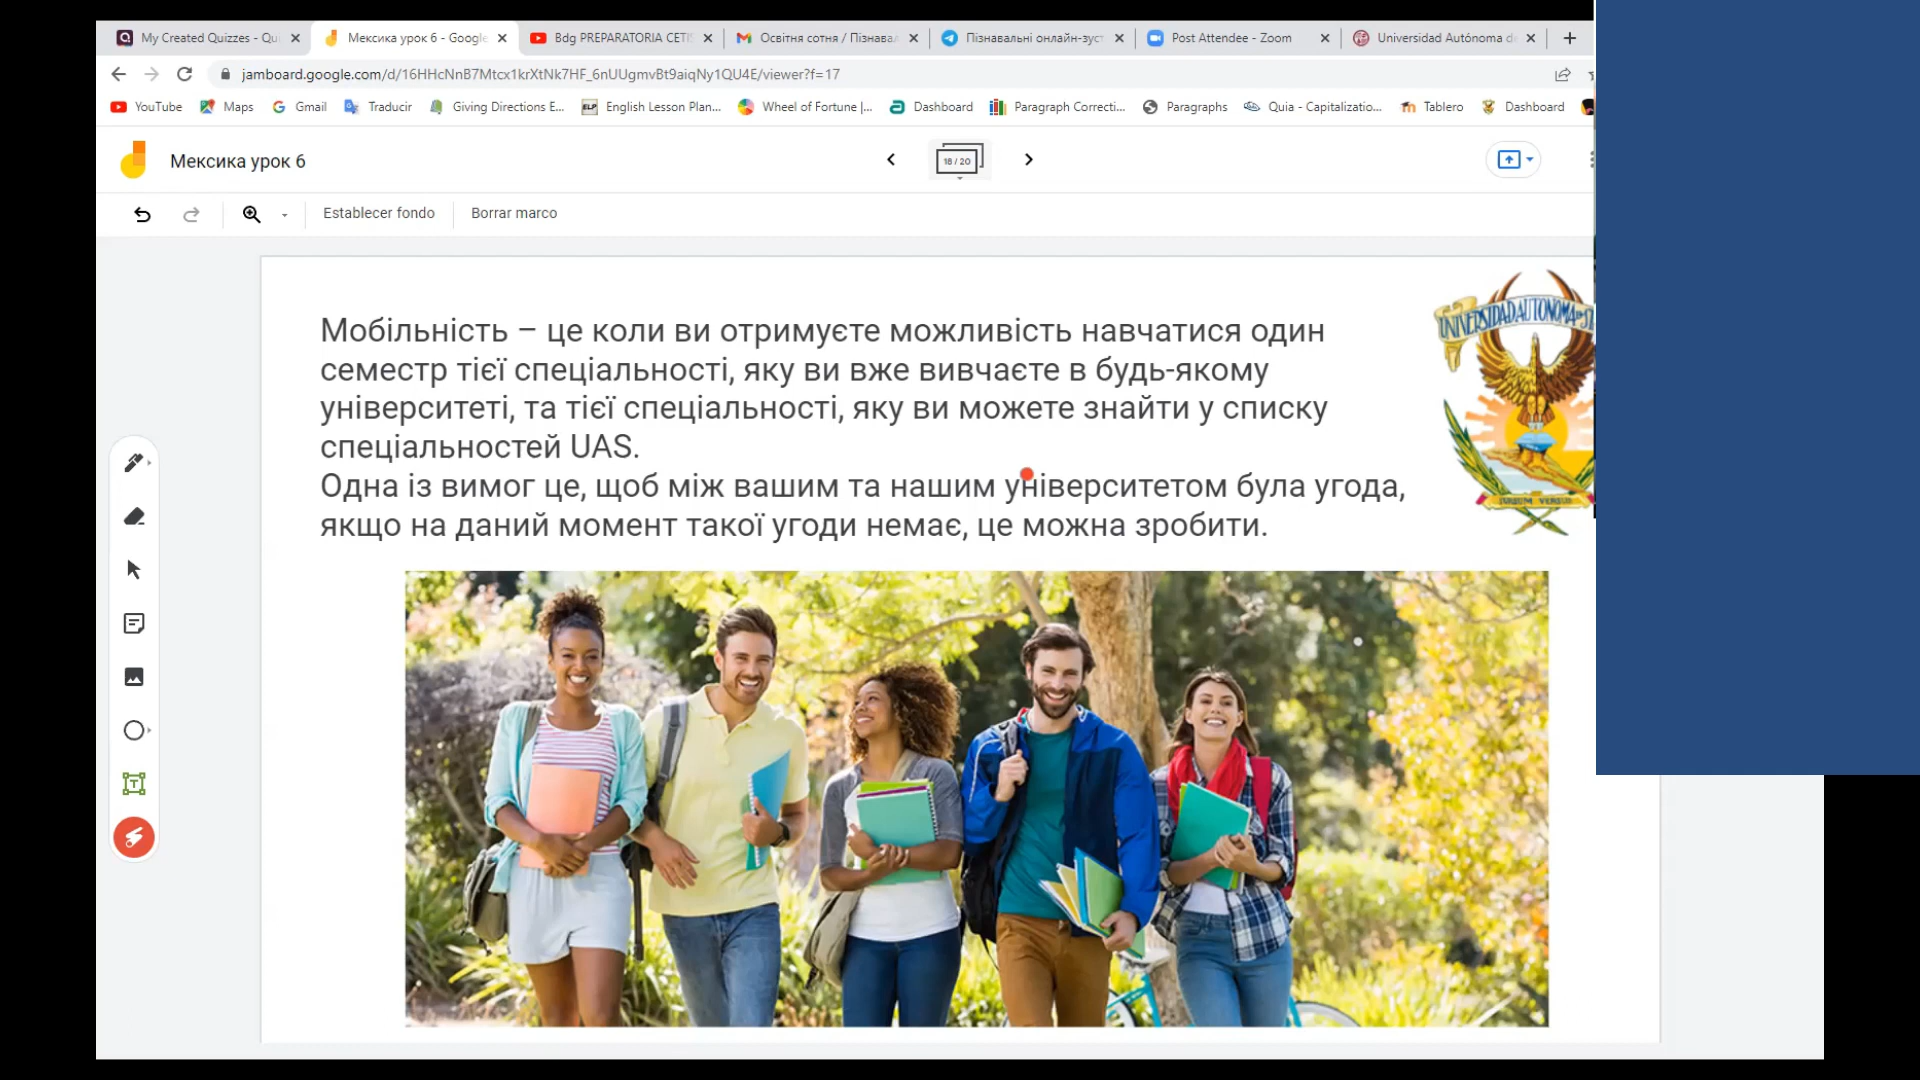 My Created Quizzes - Qu
Мексика урок 6 - Google
Bdg PREPARATORIA CETI
Освітня сотня / Пізнава
Пізнавальні онлайн-зуст
Post Attendee - Zoom
Universidad Autónoma d
jamboard.google.com/d/16HHcNnB7Mtcx1krXtNk7HF_6nUUgmvBt9aiqNy1QU4E/viewer?f=17
YouTube
Maps
Gmail
Traducir
Giving Directions E...
ELP English Lesson Plan...
Wheel of Fortune |...
Dashboard
Paragraph Correcti...
Paragraphs
Quia - Capitalizatio...
Tablero
Dashboard
Мексика урок 6
18 / 20
Establecer fondo
Borrar marco
Мобільність – це коли ви отримуєте можливість навчатися один
семестр тієї спеціальності, яку ви вже вивчаєте в будь-якому
університеті, та тієї спеціальності, яку ви можете знайти у списку
спеціальностей UAS.
Одна із вимог це, щоб між вашим та нашим університетом була угода,
якщо на даний момент такої угоди немає, це можна зробити.
UNIVERSIDAD AUTONOMA